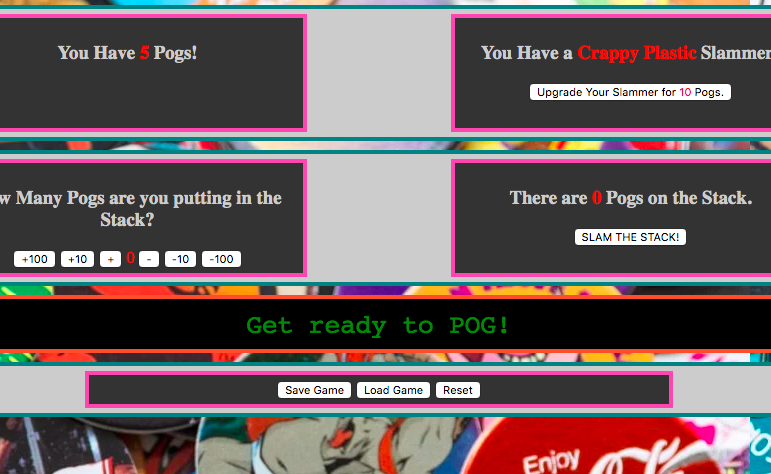 You Have 5 Pogs!
You Have a Crappy Plastic Slammer
Upgrade Your Slammer for 10 Pogs.
w Many Pogs are you putting in the
Stack?
+100 +10 + 0 - -10 -100
There are 0 Pogs on the Stack.
SLAM THE STACK!
Get ready to POG!
Save Game Load Game Reset
Enjoy